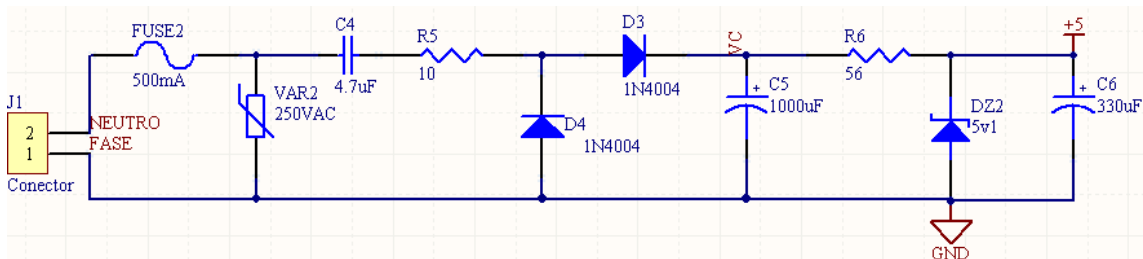 FUSE2
500mA
C4
4.7uF
R5
10
D3
1N4004
VC
R6
56
+5
J1
2
1
Conector
NEUTRO
FASE
VAR2
250VAC
D4
1N4004
+
C5
1000uF
DZ2
5v1
+
C6
330uF
GND